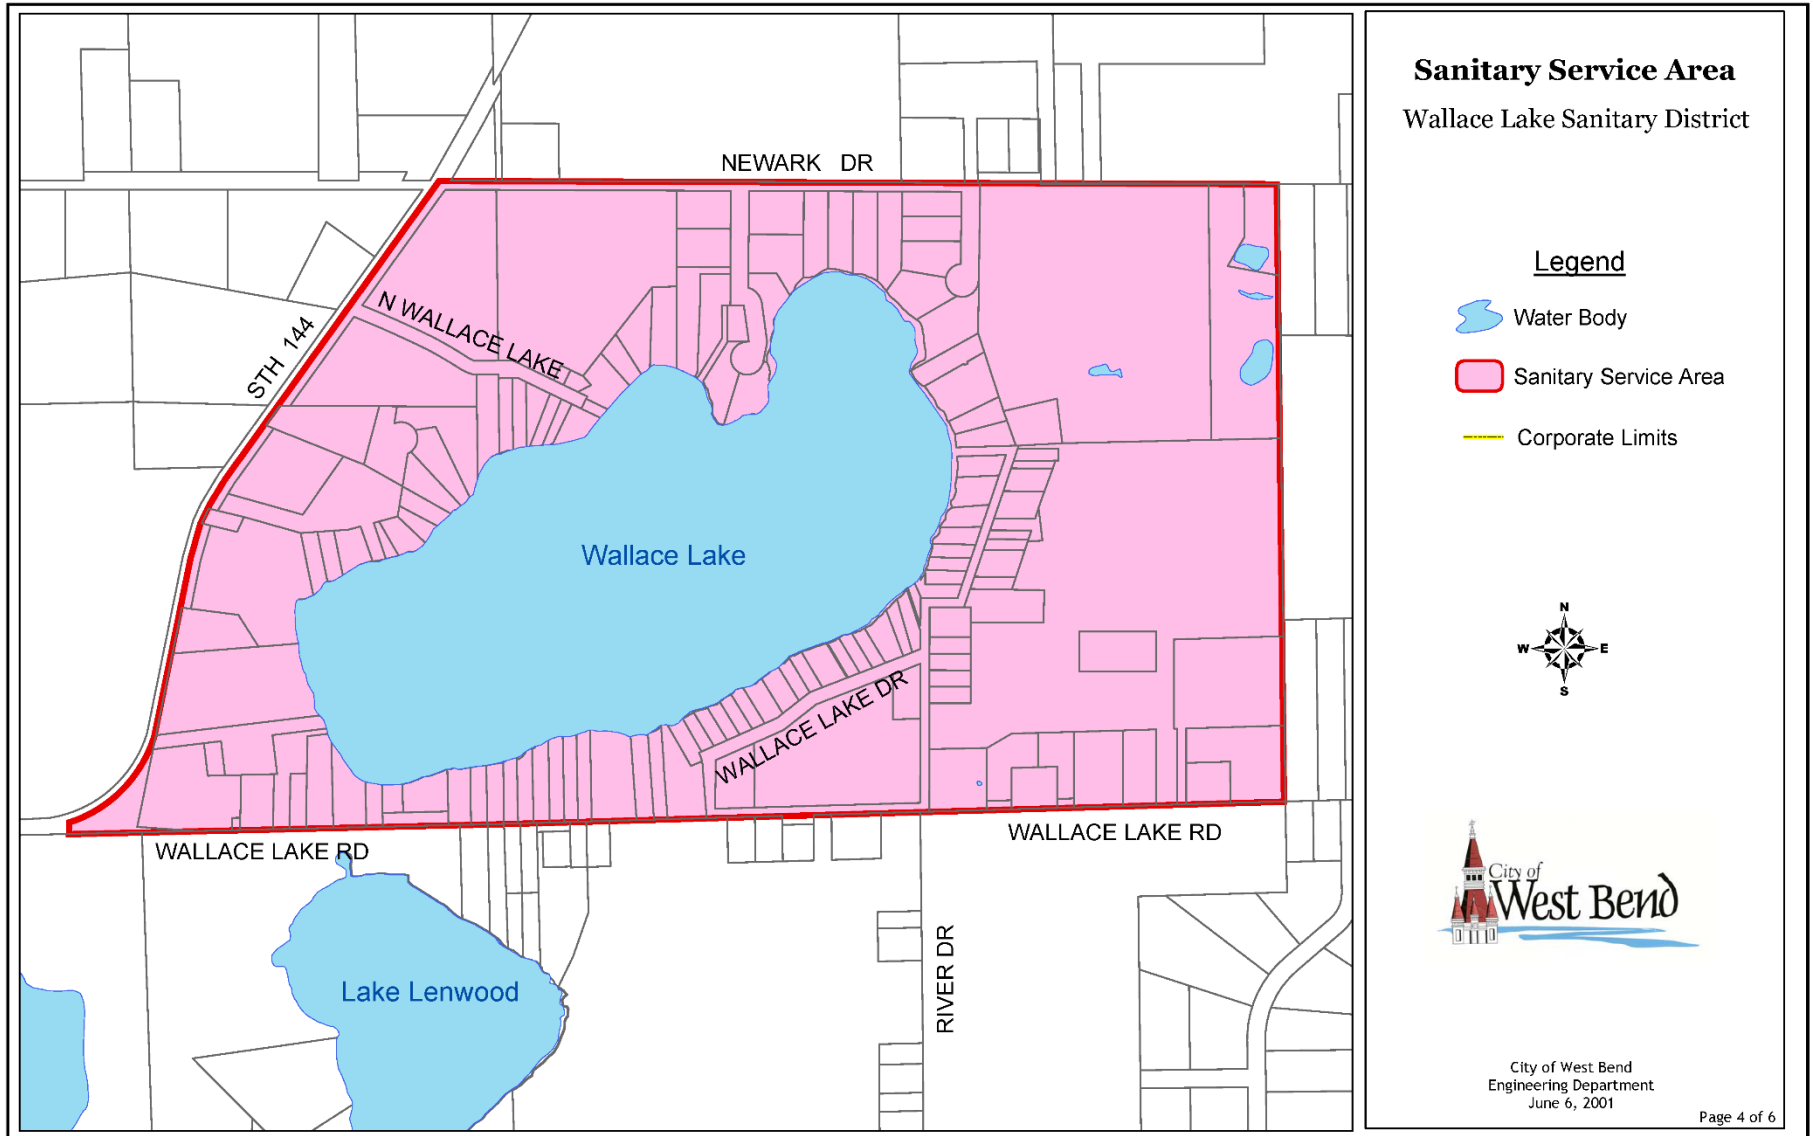 NEWARK DR
N WALLACE LAKE
STH 144
Wallace Lake
WALLACE LAKE DR
WALLACE LAKE RD
WALLACE LAKE RD
Lake Lenwood
RIVER DR
Sanitary Service Area
Wallace Lake Sanitary District
Legend
Water Body
Sanitary Service Area
Corporate Limits
N
W E
S
City of
West Bend
City of West Bend
Engineering Department
June 6, 2001
Page 4 of 6